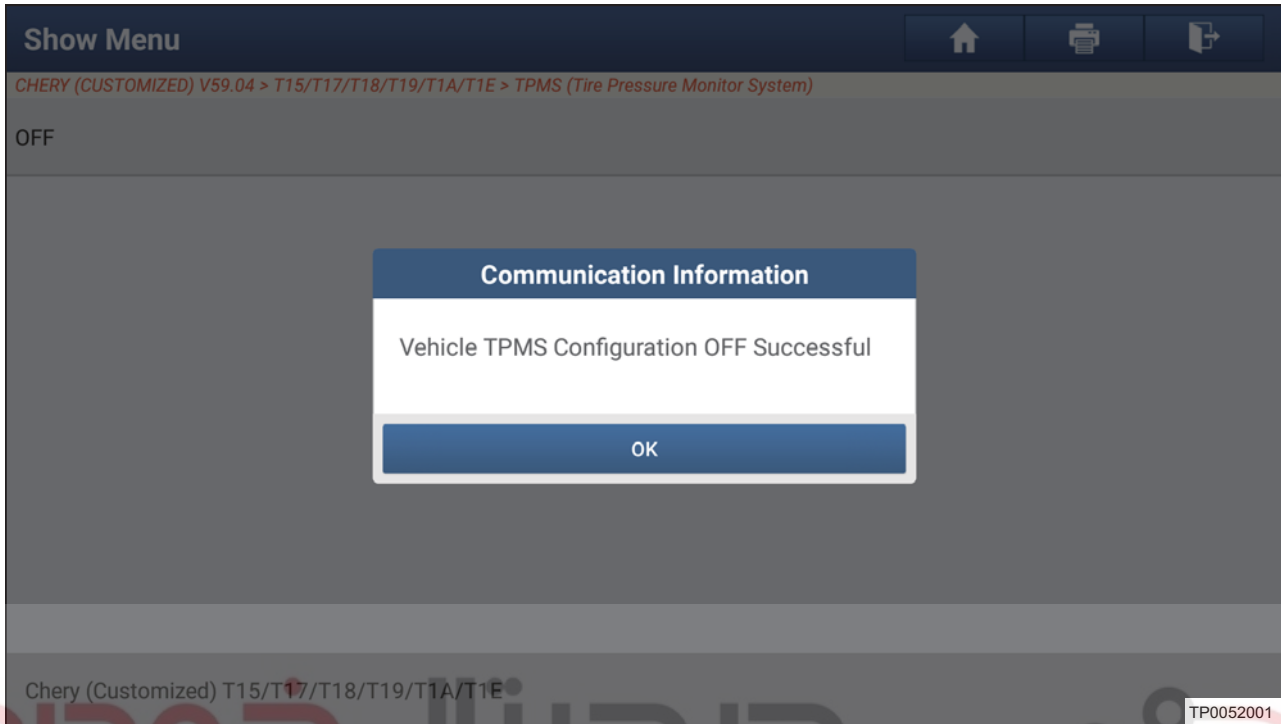 Show Menu
CHERY (CUSTOMIZED) V59.04 > T15/T17/T18/T19/T1A/T1E > TPMS (Tire Pressure Monitor System)
OFF
Communication Information
Vehicle TPMS Configuration OFF Successful
OK
Chery (Customized) T15/T17/T18/T19/T1A/T1E
TP0052001